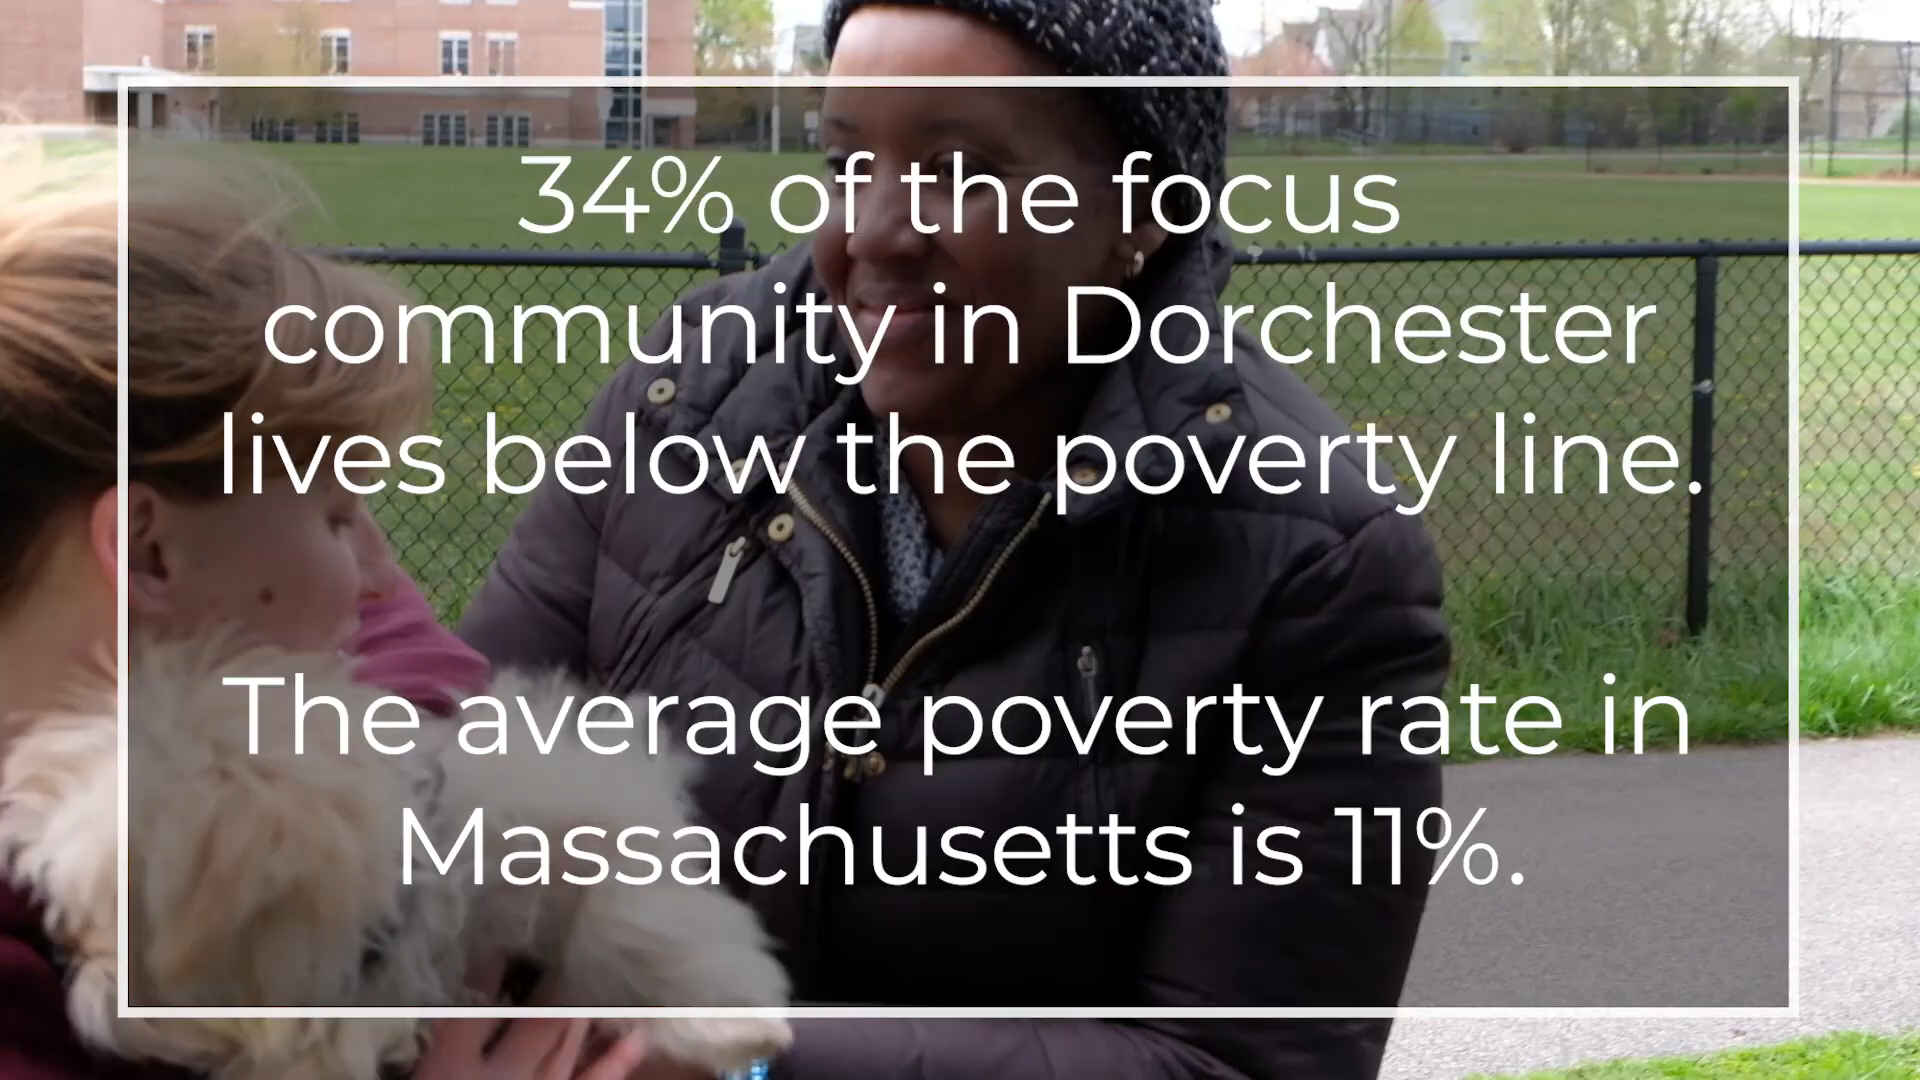 34% of the focus
community in Dorchester
lives below the poverty line.
The average poverty rate in
Massachusetts is 11%.